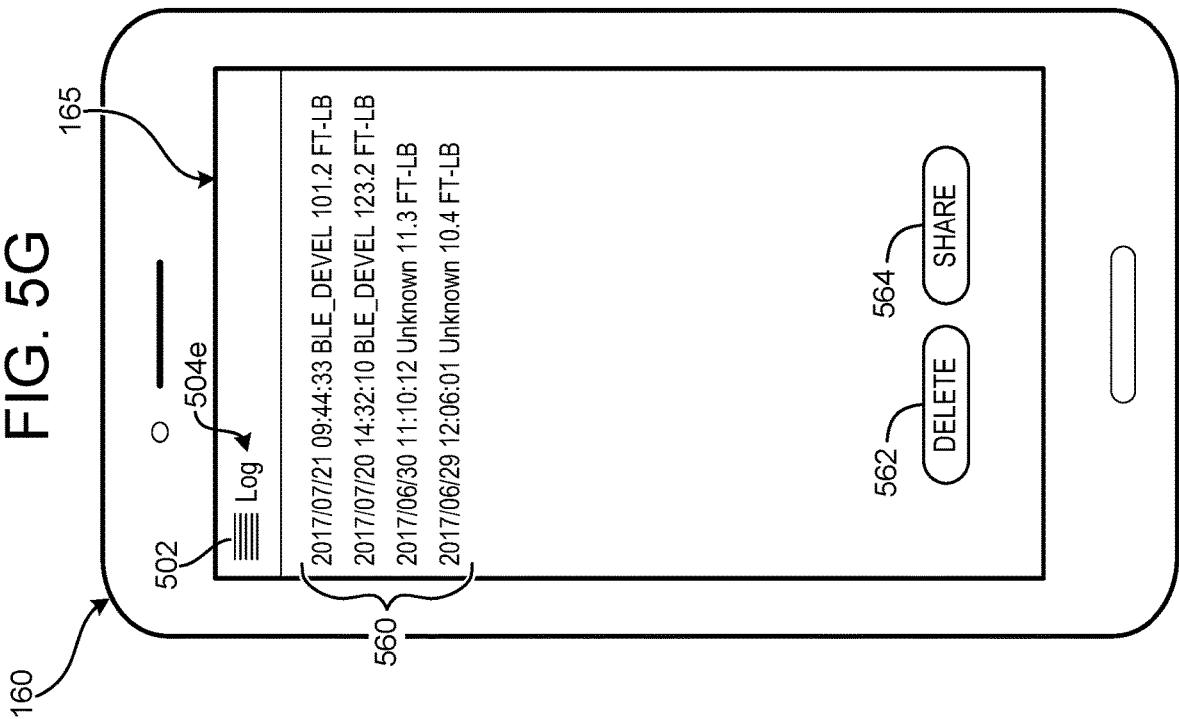 FIG. 5G
160
165
502
504e
Log
2017/07/21 09:44:33 BLE_DEVEL 101.2 FT-LB
2017/07/20 14:32:10 BLE_DEVEL 123.2 FT-LB
2017/06/30 11:10:12 Unknown 11.3 FT-LB
2017/06/29 12:06:01 Unknown 10.4 FT-LB
560
562
564
DELETE
SHARE